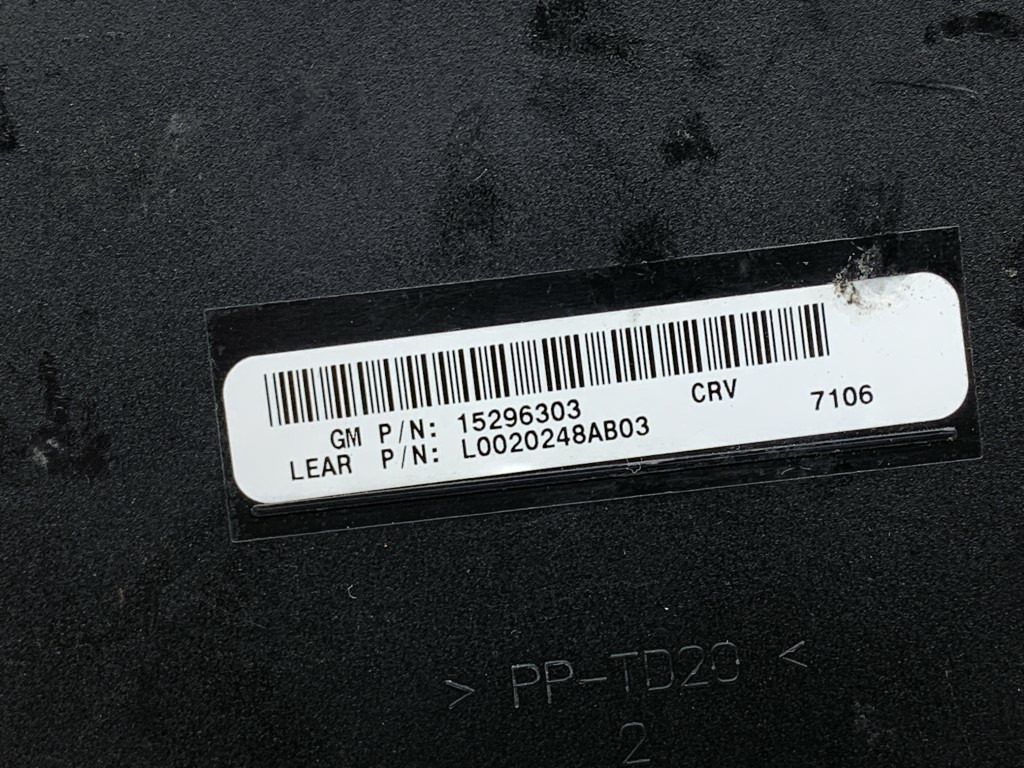 GM P/N: 15296303 CRV 7106
LEAR P/N: L0020248AB03
> PP-TD20 <
2